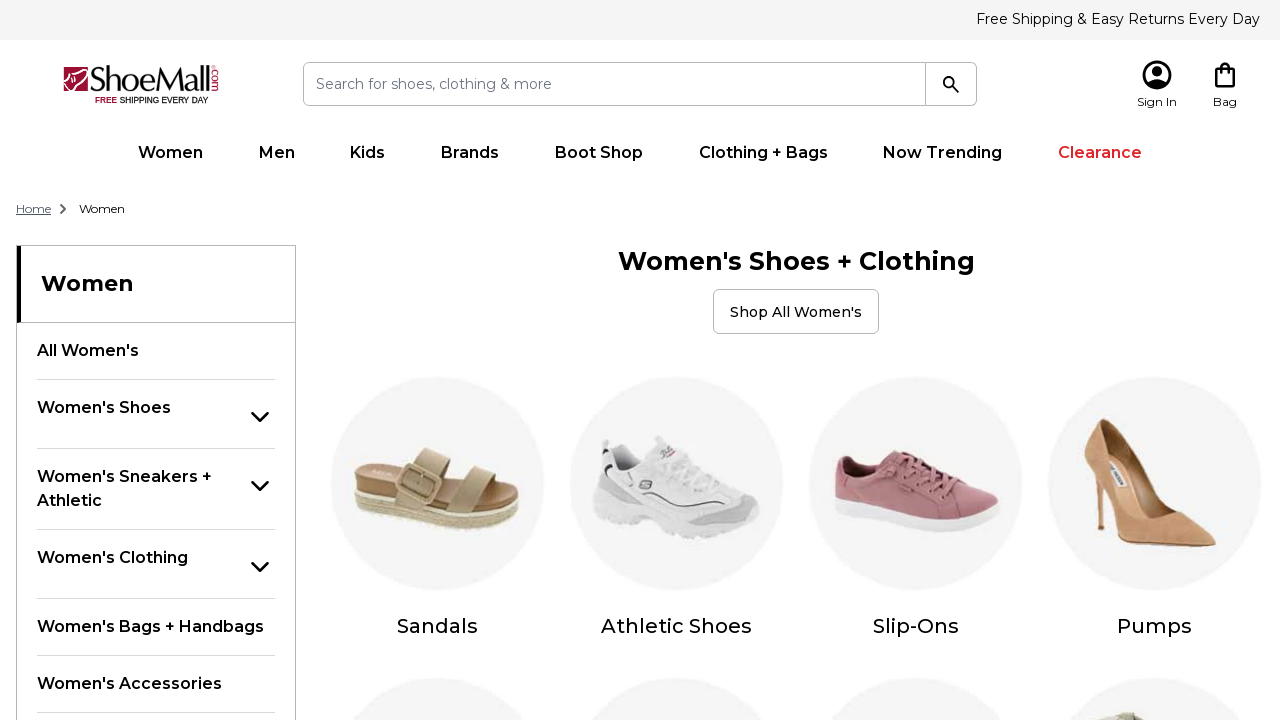 Free Shipping & Easy Returns Every Day
ShoeMall.com
FREE SHIPPING EVERY DAY
Search for shoes, clothing & more
Sign In
Bag
Women
Men
Kids
Brands
Boot Shop
Clothing + Bags
Now Trending
Clearance
Home
Women
Women
All Women's
Women's Shoes
Women's Sneakers +
Athletic
Women's Clothing
Women's Bags + Handbags
Women's Accessories
Women's Shoes + Clothing
Shop All Women's
Sandals
Athletic Shoes
Slip-Ons
Pumps